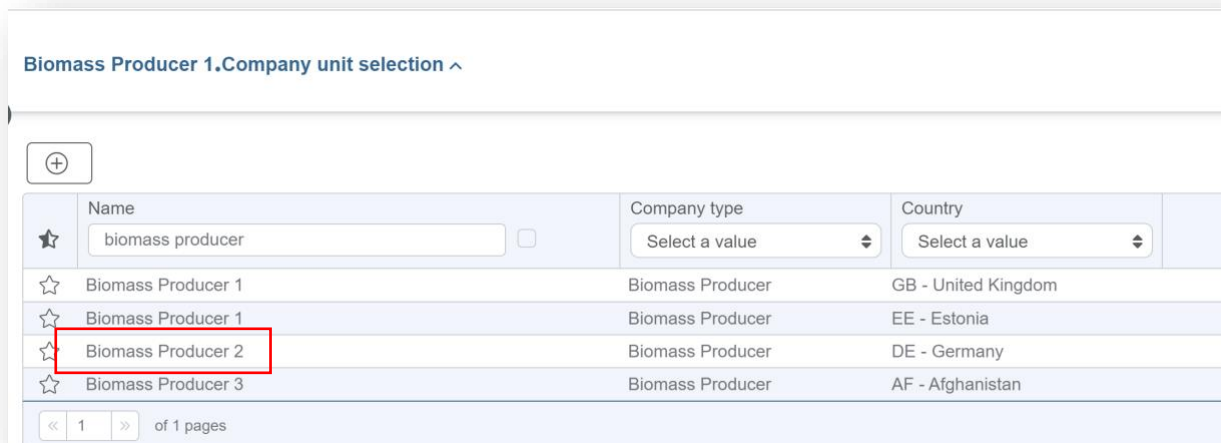 Biomass Producer 1.Company unit selection
Name Company type Country
biomass producer Select a value Select a value
Biomass Producer 1 Biomass Producer GB - United Kingdom
Biomass Producer 1 Biomass Producer EE - Estonia
Biomass Producer 2 Biomass Producer DE - Germany
Biomass Producer 3 Biomass Producer AF - Afghanistan
« 1 » of 1 pages